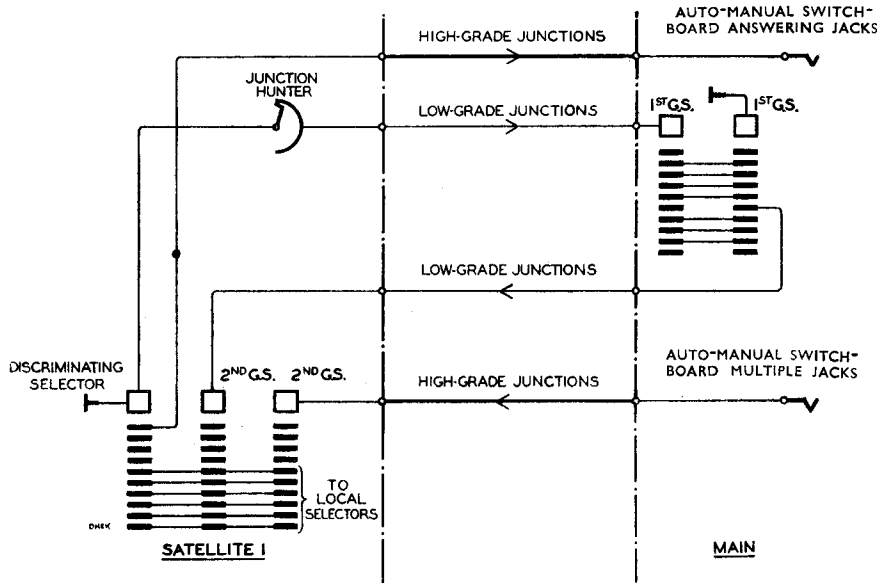 HIGH-GRADE JUNCTIONS
AUTO-MANUAL SWITCH-
BOARD ANSWERING JACKS
JUNCTION
HUNTER
LOW-GRADE JUNCTIONS
1ST G.S.
1ST G.S.
LOW-GRADE JUNCTIONS
DISCRIMINATING
SELECTOR
2ND G.S.
2ND G.S.
HIGH-GRADE JUNCTIONS
AUTO-MANUAL SWITCH-
BOARD MULTIPLE JACKS
TO
LOCAL
SELECTORS
SATELLITE I
MAIN